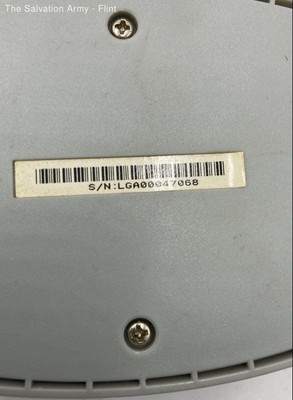 The Salvation Army - Flint
S/N:LGA00047068